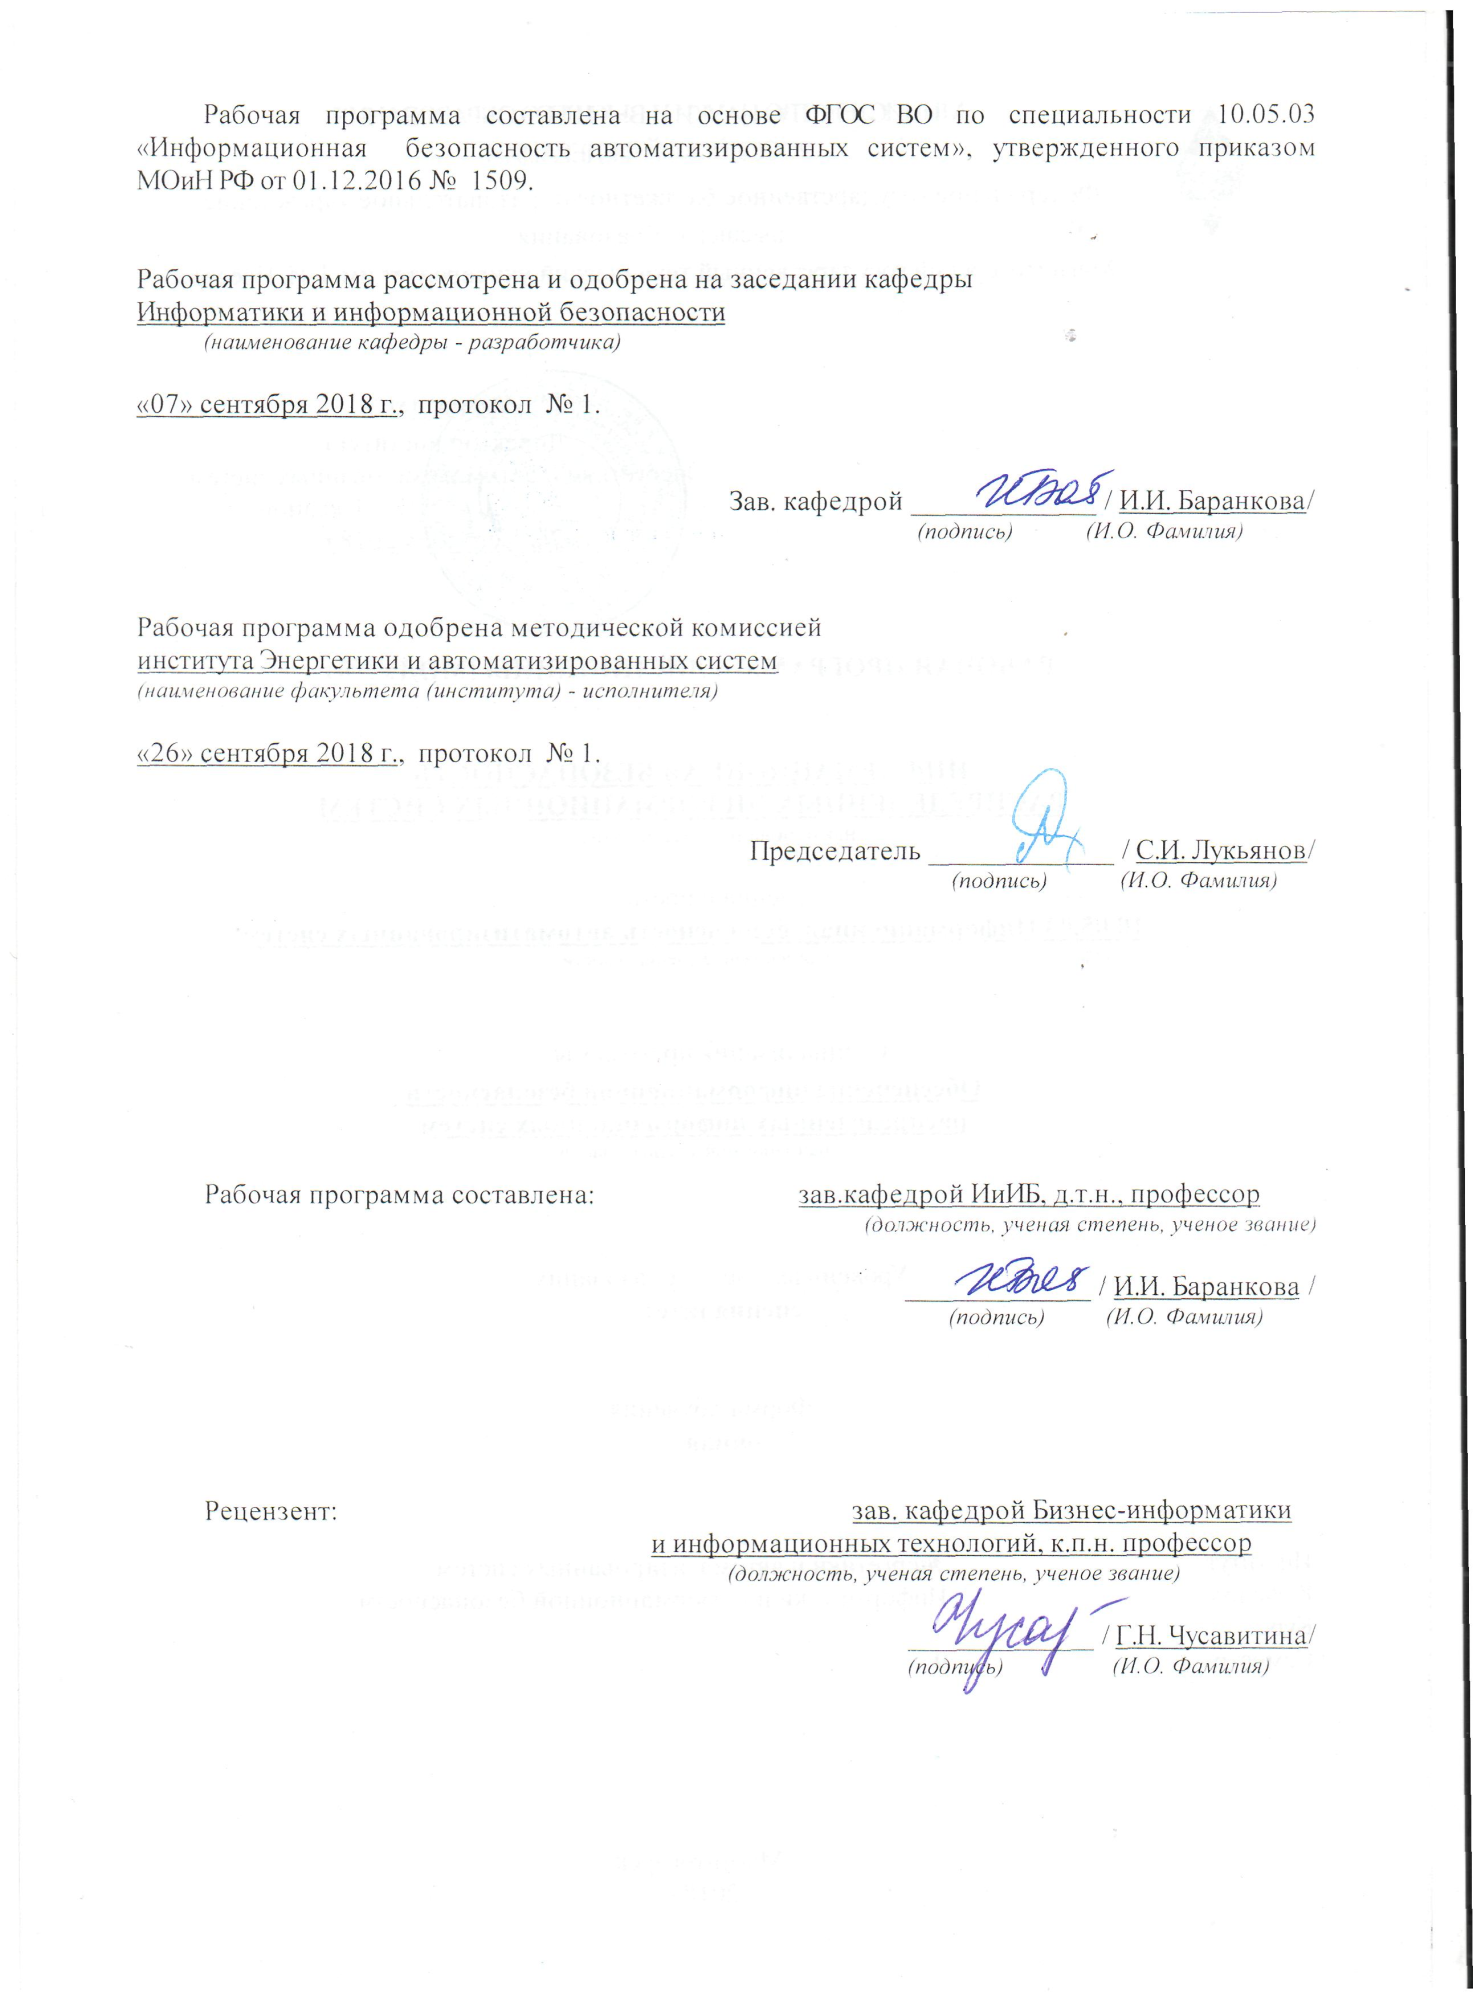 Рабочая программа составлена на основе ФГОС ВО по специальности 10.05.03
«Информационная безопасность автоматизированных систем», утвержденного приказом
МОиН РФ от 01.12.2016 № 1509.
Рабочая программа рассмотрена и одобрена на заседании кафедры
Информатики и информационной безопасности
(наименование кафедры - разработчика)
«07» сентября 2018 г., протокол № 1.
Зав. кафедрой ______________ / И.И. Баранкова/
(подпись) (И.О. Фамилия)
Рабочая программа одобрена методической комиссией
института Энергетики и автоматизированных систем
(наименование факультета (института) - исполнителя)
«26» сентября 2018 г., протокол № 1.
Председатель ______________ / С.И. Лукьянов/
(подпись) (И.О. Фамилия)
Рабочая программа составлена: зав.кафедрой ИиИБ, д.т.н., профессор
(должность, ученая степень, ученое звание)
______________ / И.И. Баранкова /
(подпись) (И.О. Фамилия)
Рецензент: зав. кафедрой Бизнес-информатики
и информационных технологий, к.п.н. профессор
(должность, ученая степень, ученое звание)
______________ / Г.Н. Чусавитина/
(подпись) (И.О. Фамилия)